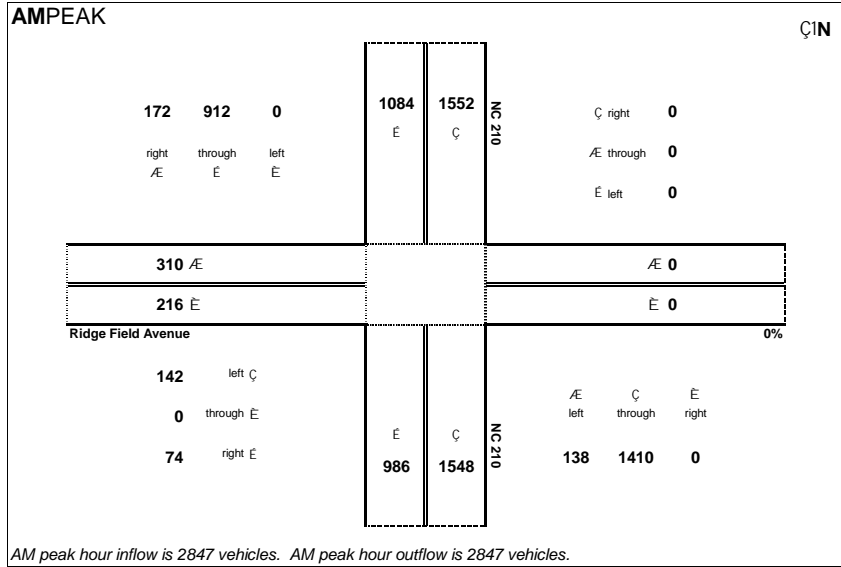 AMPEAK
Ç1N
172 912 0
right through left
Æ É È
1084 1552
É Ç
NC 210
Ç right 0
Æ through 0
É left 0
310 Æ
216 È
Æ 0
È 0
Ridge Field Avenue
0%
142 left Ç
0 through È
74 right É
É Ç
986 1548
NC 210
Æ Ç È
left through right
138 1410 0
AM peak hour inflow is 2847 vehicles. AM peak hour outflow is 2847 vehicles.